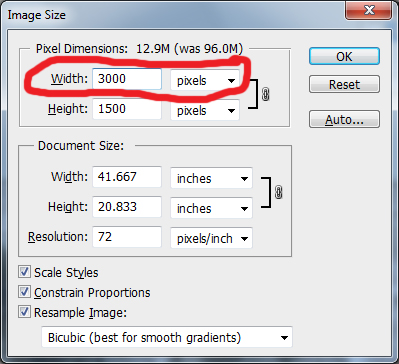 Image Size
Pixel Dimensions: 12.9M (was 96.0M)
Width: 3000 pixels
Height: 1500 pixels
OK
Reset
Auto...
Document Size:
Width: 41.667 inches
Height: 20.833 inches
Resolution: 72 pixels/inch
Scale Styles
Constrain Proportions
Resample Image:
Bicubic (best for smooth gradients)